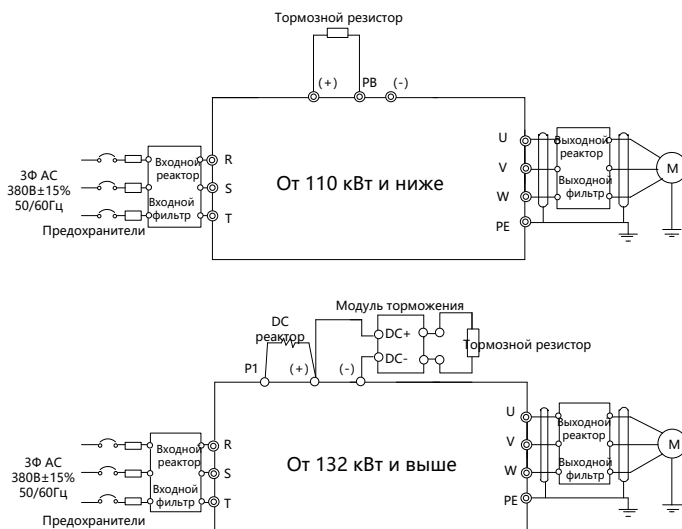 Тормозной резистор
(+)
PB
(-)
R
S
T
Входной
реактор
Входной
фильтр
3Ф AC
380В±15%
50/60Гц
Предохранители
От 110 кВт и ниже
U
V
W
PE
Выходной
реактор
Выходной
фильтр
M
Модуль торможения
DC
реактор
DC+
DC-
Тормозной резистор
P1
(+)
(-)
R
S
T
Входной
реактор
Входной
фильтр
3Ф AC
380В±15%
50/60Гц
Предохранители
От 132 кВт и выше
U
V
W
PE
Выходной
реактор
Выходной
фильтр
M